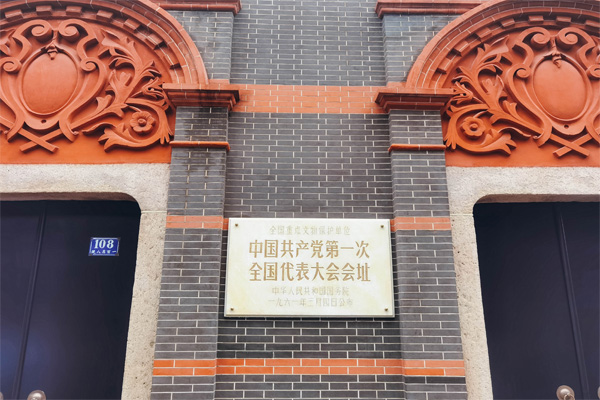 全国重点文物保护单位
中国共产党第一次
全国代表大会会址
中华人民共和国国务院
一九六一年三月四日公布
108